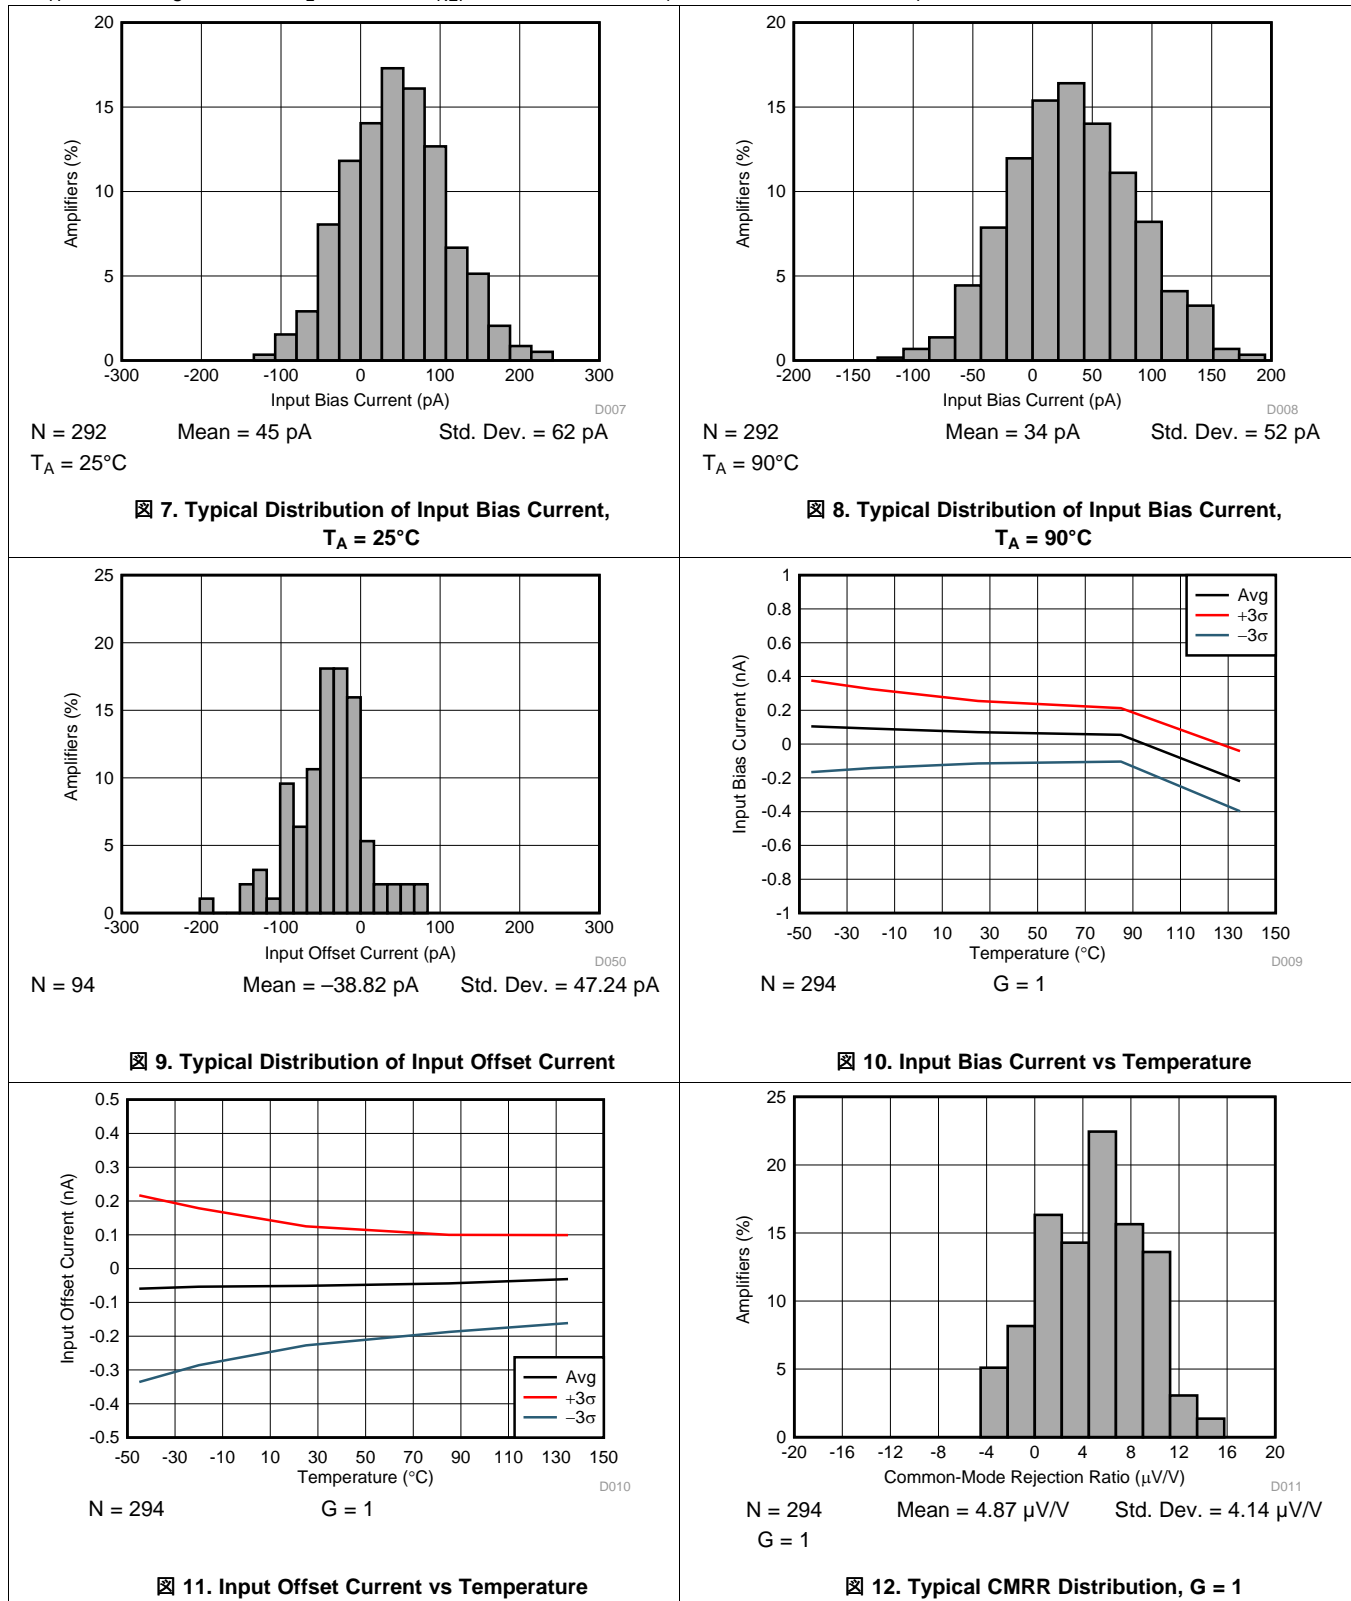 20
15
10
5
0
Amplifiers (%)
-300 -200 -100 0 100 200 300
Input Bias Current (pA)
D007
N = 292 Mean = 45 pA Std. Dev. = 62 pA
TA = 25°C
図 7. Typical Distribution of Input Bias Current,
TA = 25°C
20
15
10
5
0
Amplifiers (%)
-200 -150 -100 -50 0 50 100 150 200
Input Bias Current (pA)
D008
N = 292 Mean = 34 pA Std. Dev. = 52 pA
TA = 90°C
図 8. Typical Distribution of Input Bias Current,
TA = 90°C
25
20
15
10
5
0
Amplifiers (%)
-300 -200 -100 0 100 200 300
Input Offset Current (pA)
D050
N = 94 Mean = –38.82 pA Std. Dev. = 47.24 pA
図 9. Typical Distribution of Input Offset Current
1
0.8
0.6
0.4
0.2
0
-0.2
-0.4
-0.6
-0.8
-1
Input Bias Current (nA)
Avg
+3σ
−3σ
-50 -30 -10 10 30 50 70 90 110 130 150
Temperature (°C)
D009
N = 294 G = 1
図 10. Input Bias Current vs Temperature
0.5
0.4
0.3
0.2
0.1
0
-0.1
-0.2
-0.3
-0.4
-0.5
Input Offset Current (nA)
Avg
+3σ
−3σ
-50 -30 -10 10 30 50 70 90 110 130 150
Temperature (°C)
D010
N = 294 G = 1
図 11. Input Offset Current vs Temperature
25
20
15
10
5
0
Amplifiers (%)
-20 -16 -12 -8 -4 0 4 8 12 16 20
Common-Mode Rejection Ratio (μV/V)
D011
N = 294 Mean = 4.87 μV/V Std. Dev. = 4.14 μV/V
G = 1
図 12. Typical CMRR Distribution, G = 1